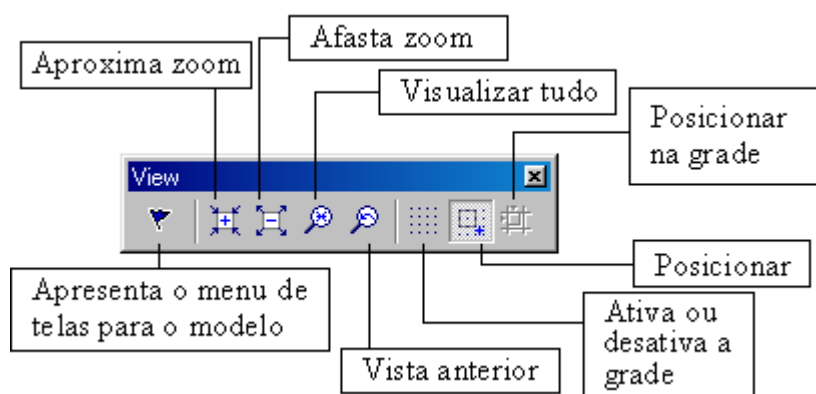 Afasta zoom
Aproxima zoom
Visualizar tudo
Posicionar
na grade
View
Posicionar
Apresenta o menu de
telas para o modelo
Ativa ou
desativa a
grade
Vista anterior